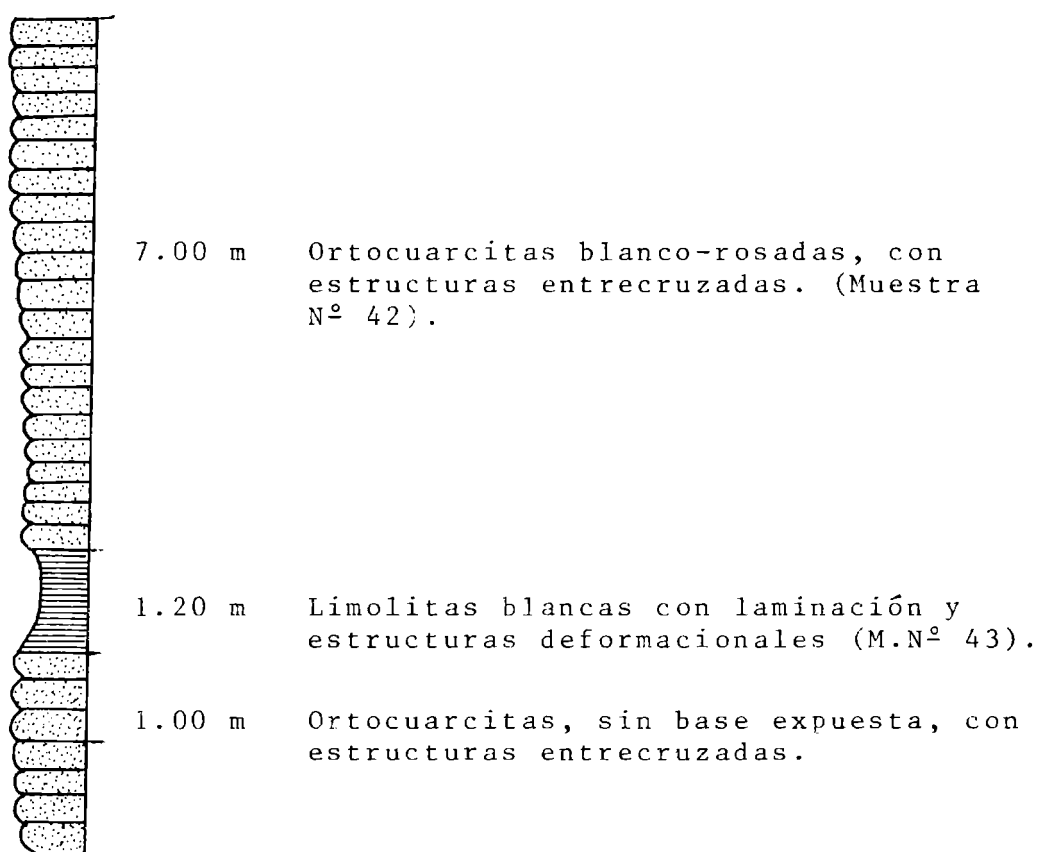 7.00 m Ortocuarcitas blanco-rosadas, con
estructuras entrecruzadas. (Muestra
Nº 42).
1.20 m Limolitas blancas con laminación y
estructuras deformacionales (M.Nº 43).
1.00 m Ortocuarcitas, sin base expuesta, con
estructuras entrecruzadas.